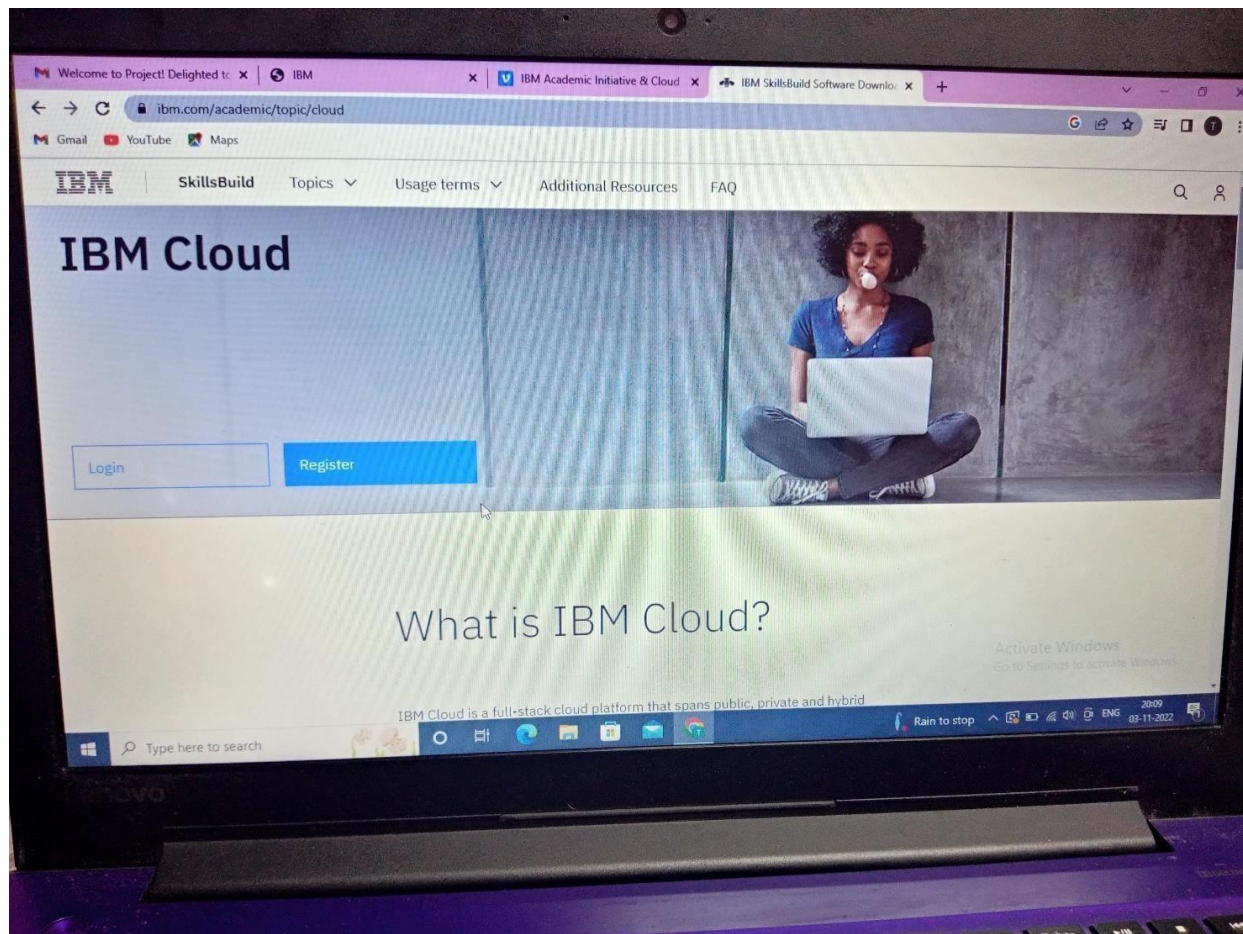 Welcome to Project! Delighted tc
IBM
IBM Academic Initiative & Cloud
IBM SkillsBuild Software Downlo
ibm.com/academic/topic/cloud
Gmail YouTube Maps
IBM SkillsBuild Topics Usage terms Additional Resources FAQ
IBM Cloud
Login Register
What is IBM Cloud?
Activate Windows
Go to Settings to activate Windows.
IBM Cloud is a full-stack cloud platform that spans public, private and hybrid
Type here to search
Rain to stop
ENG
20:09
03-11-2022
Lenovo